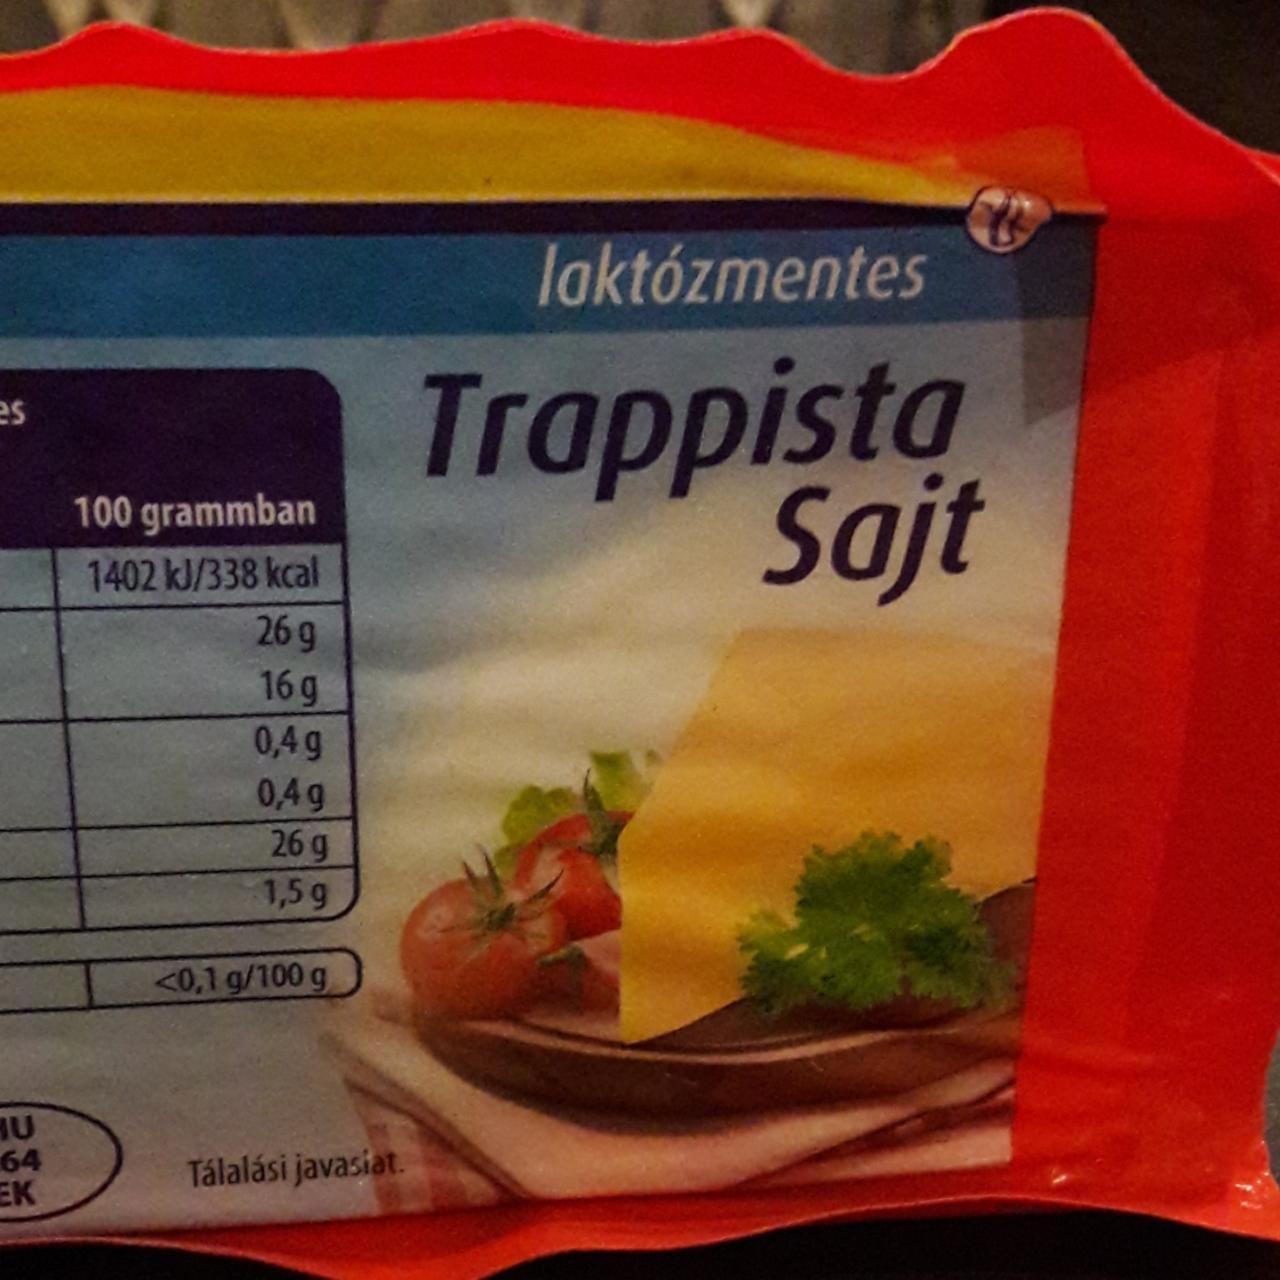 laktózmentes
Trappista
Sajt
es
100 grammban
1402 kJ/338 kcal
26 g
16 g
0,4 g
0,4 g
26 g
1,5 g
<0,1 g/100 g
64
EK
Tálalási javaslat.